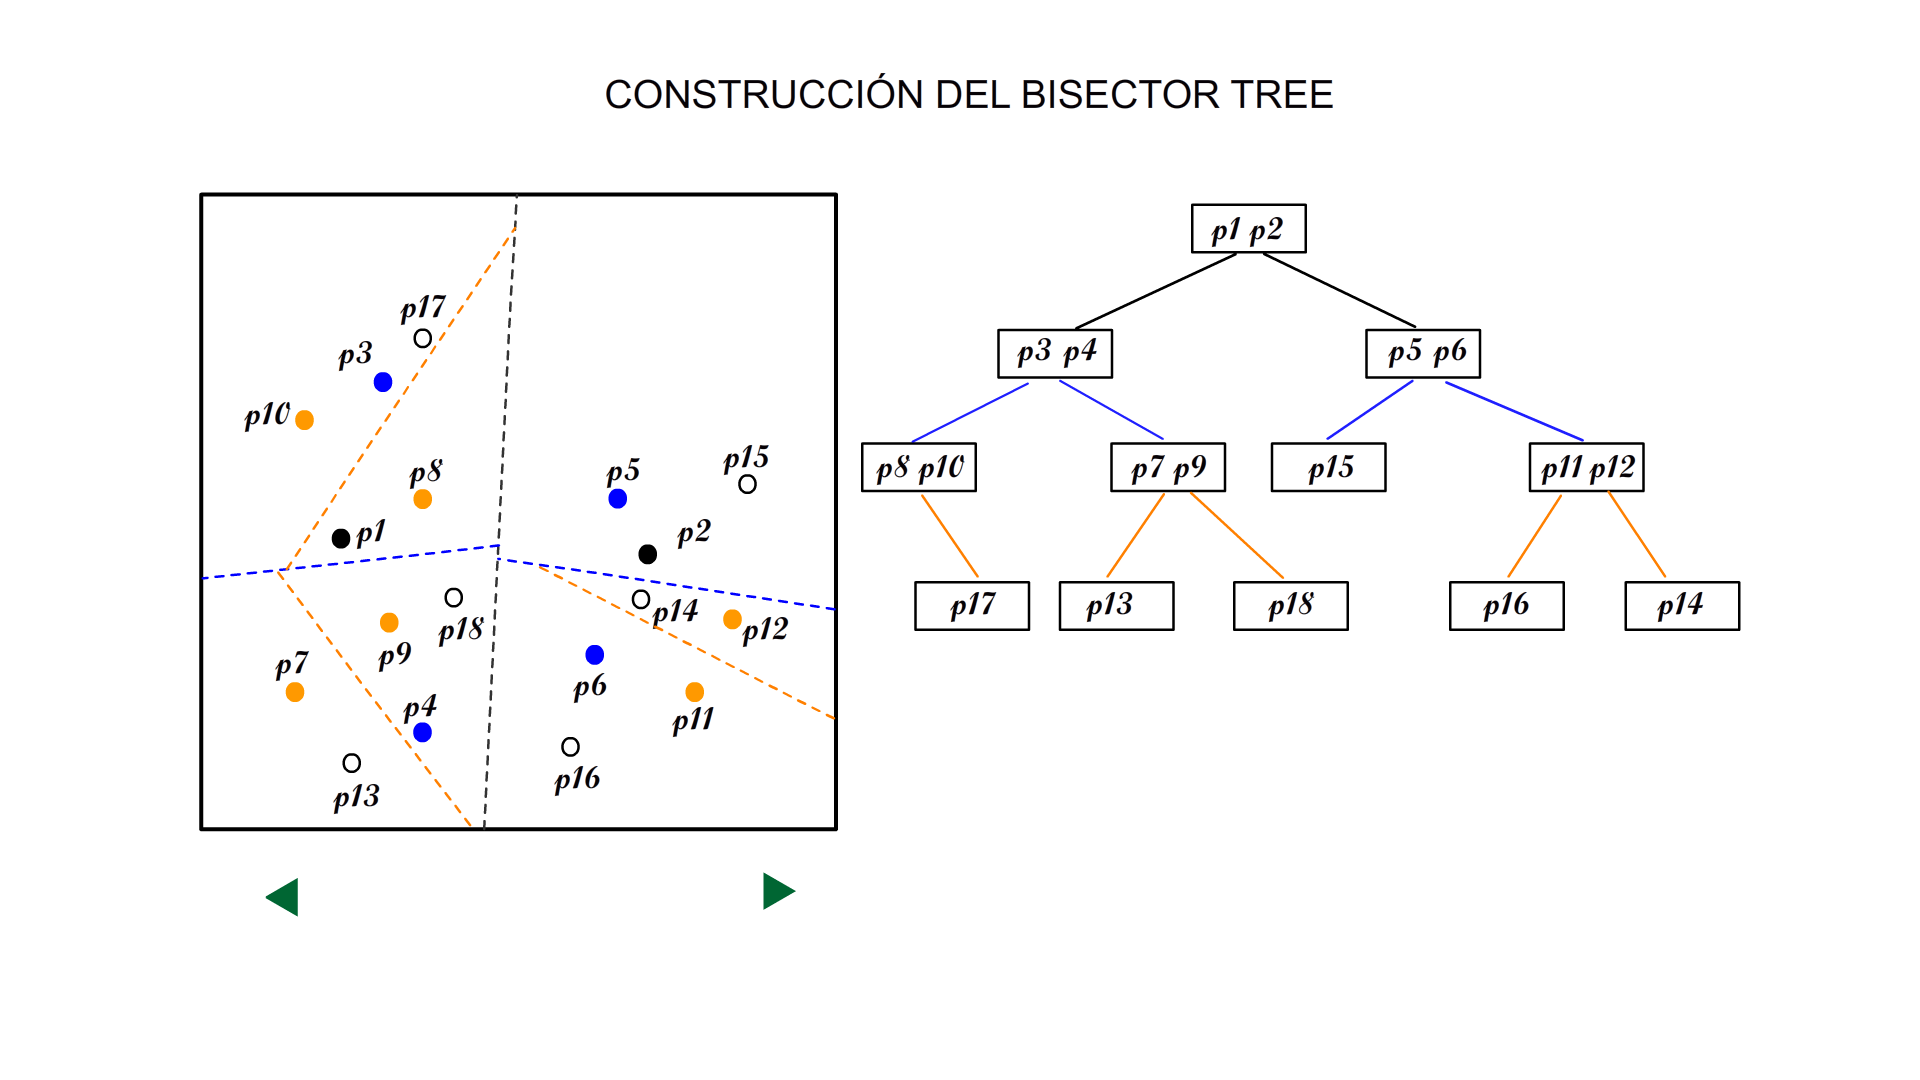 CONSTRUCCIÓN DEL BISECTOR TREE
p17
p3
p10
p8
p1
p5
p15
p2
p18
p9
p7
p4
p13
p14
p12
p6
p11
p16
p1 p2
p3 p4
p5 p6
p8 p10
p7 p9
p15
p11 p12
p17
p13
p18
p16
p14